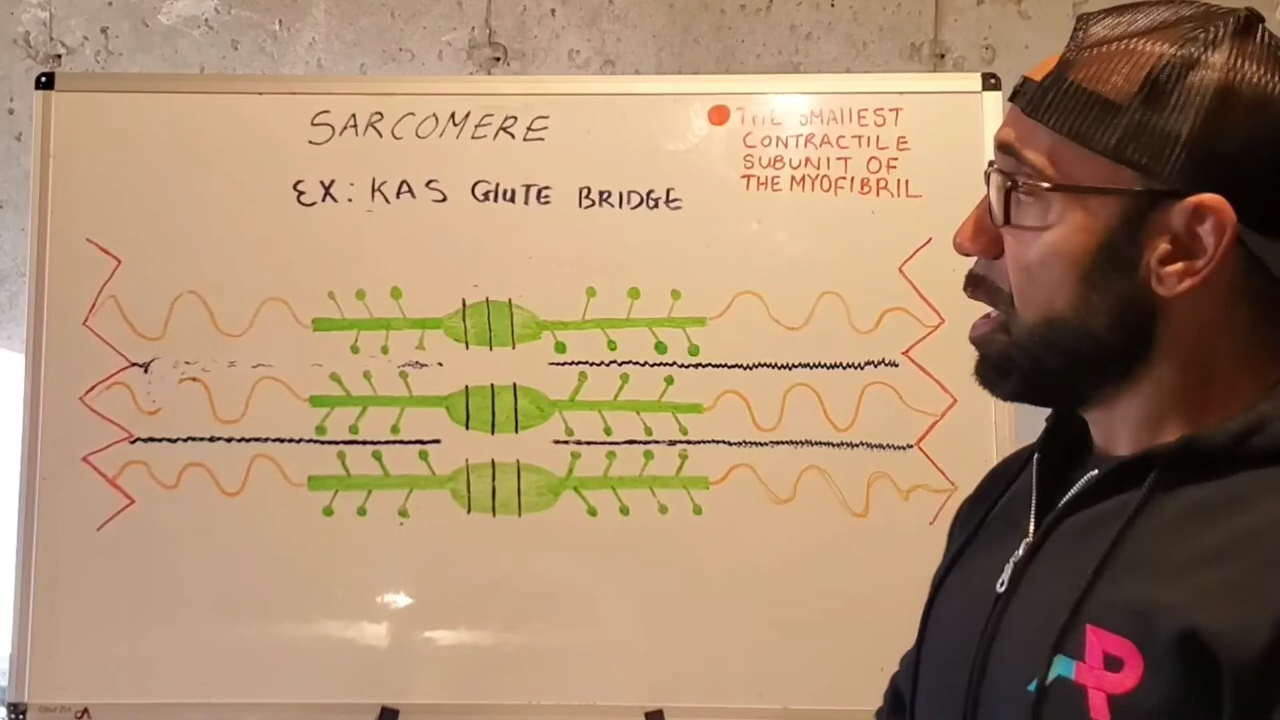 SARCOMERE
EX: KAS GlUTE BRIDGE
THE SMAllEST
CONTRACTILE
SUBUNIT OF
THE MYOFIBRIL